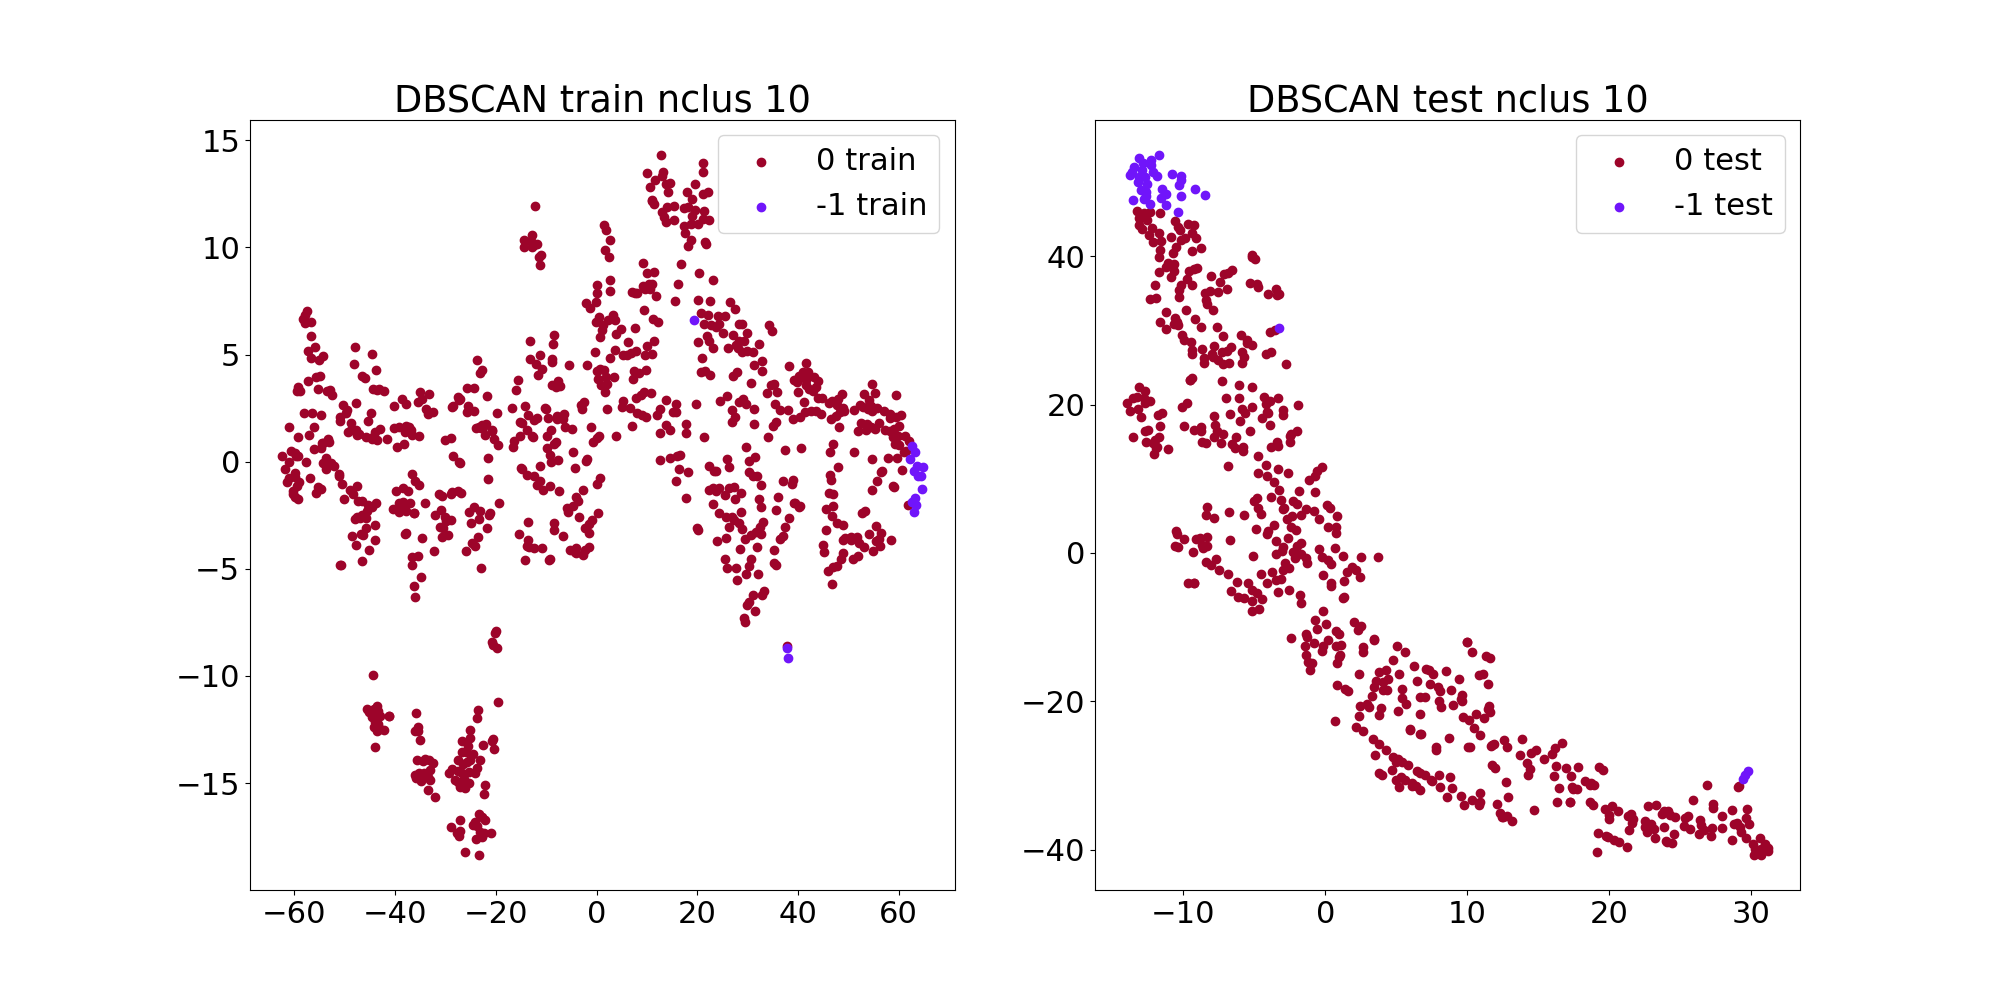 DBSCAN train nclus 10
0 train
-1 train
15
10
5
0
−5
−10
−15
−60 −40 −20 0 20 40 60
DBSCAN test nclus 10
0 test
-1 test
40
20
0
−20
−40
−10 0 10 20 30